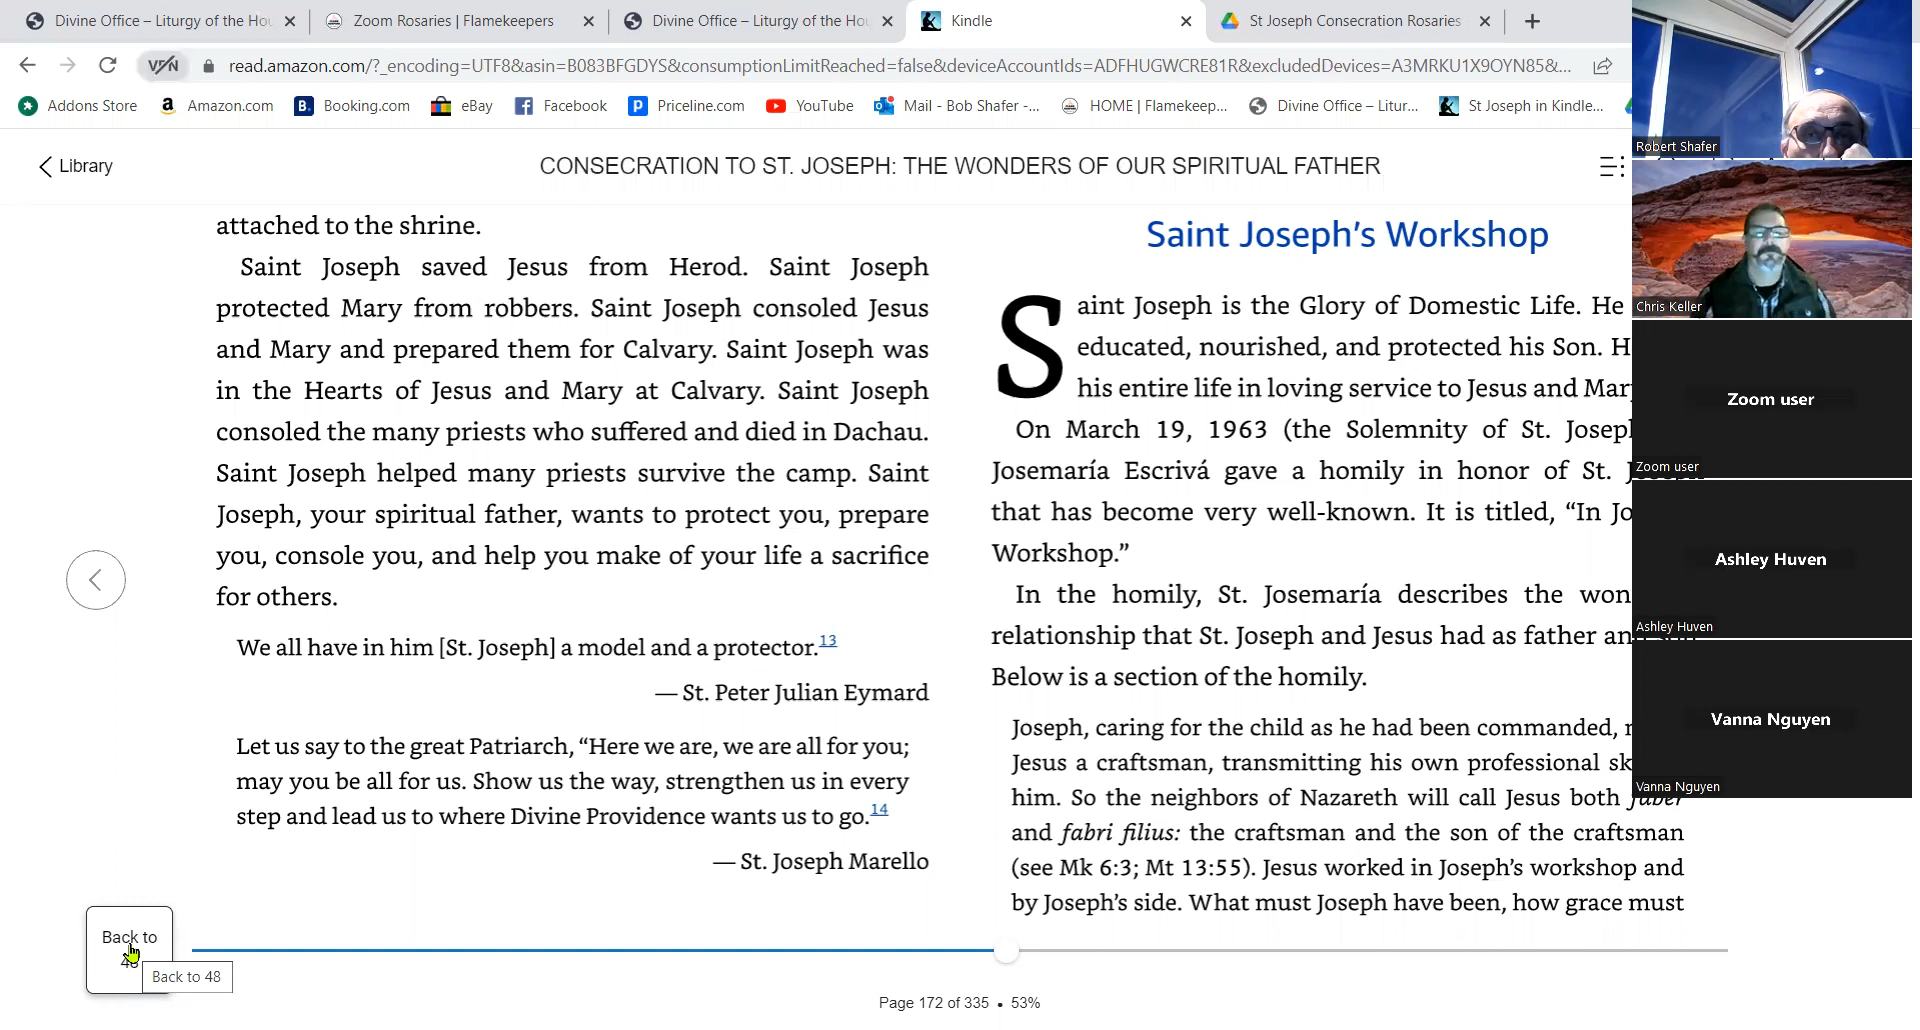 Divine Office – Liturgy of the Ho
Zoom Rosaries | Flamekeepers
Divine Office – Liturgy of the Ho
Kindle
St Joseph Consecration Rosaries
VPN
read.amazon.com/?_encoding=UTF8&asin=B083BFGDYS&consumptionLimitReached=false&deviceAccountIds=ADFHUGWCRE81R&excludedDevices=A3MRKU1X9OYN85&...
Addons Store
Amazon.com
Booking.com
eBay
Facebook
Priceline.com
YouTube
Mail - Bob Shafer -...
HOME | Flamekeep...
Divine Office – Litur...
St Joseph in Kindle...
Library
CONSECRATION TO ST. JOSEPH: THE WONDERS OF OUR SPIRITUAL FATHER
attached to the shrine.
Saint Joseph saved Jesus from Herod. Saint Joseph
protected Mary from robbers. Saint Joseph consoled Jesus
and Mary and prepared them for Calvary. Saint Joseph was
in the Hearts of Jesus and Mary at Calvary. Saint Joseph
consoled the many priests who suffered and died in Dachau.
Saint Joseph helped many priests survive the camp. Saint
Joseph, your spiritual father, wants to protect you, prepare
you, console you, and help you make of your life a sacrifice
for others.
We all have in him [St. Joseph] a model and a protector.13
— St. Peter Julian Eymard
Let us say to the great Patriarch, “Here we are, we are all for you;
may you be all for us. Show us the way, strengthen us in every
step and lead us to where Divine Providence wants us to go.14
— St. Joseph Marello
Saint Joseph’s Workshop
Saint Joseph is the Glory of Domestic Life. He
educated, nourished, and protected his Son. H
his entire life in loving service to Jesus and Mar
On March 19, 1963 (the Solemnity of St. Josep
Josemaría Escrivá gave a homily in honor of St. Joseph
that has become very well-known. It is titled, “In Jo
Workshop.”
In the homily, St. Josemaría describes the won
relationship that St. Joseph and Jesus had as father and son
Below is a section of the homily.
Joseph, caring for the child as he had been commanded,
Jesus a craftsman, transmitting his own professional sk
him. So the neighbors of Nazareth will call Jesus both faber
and fabri filius: the craftsman and the son of the craftsman
(see Mk 6:3; Mt 13:55). Jesus worked in Joseph’s workshop and
by Joseph’s side. What must Joseph have been, how grace must
Back to
48
Back to 48
Page 172 of 335 • 53%
Robert Shafer
Chris Keller
Zoom user
Zoom user
Ashley Huven
Ashley Huven
Vanna Nguyen
Vanna Nguyen